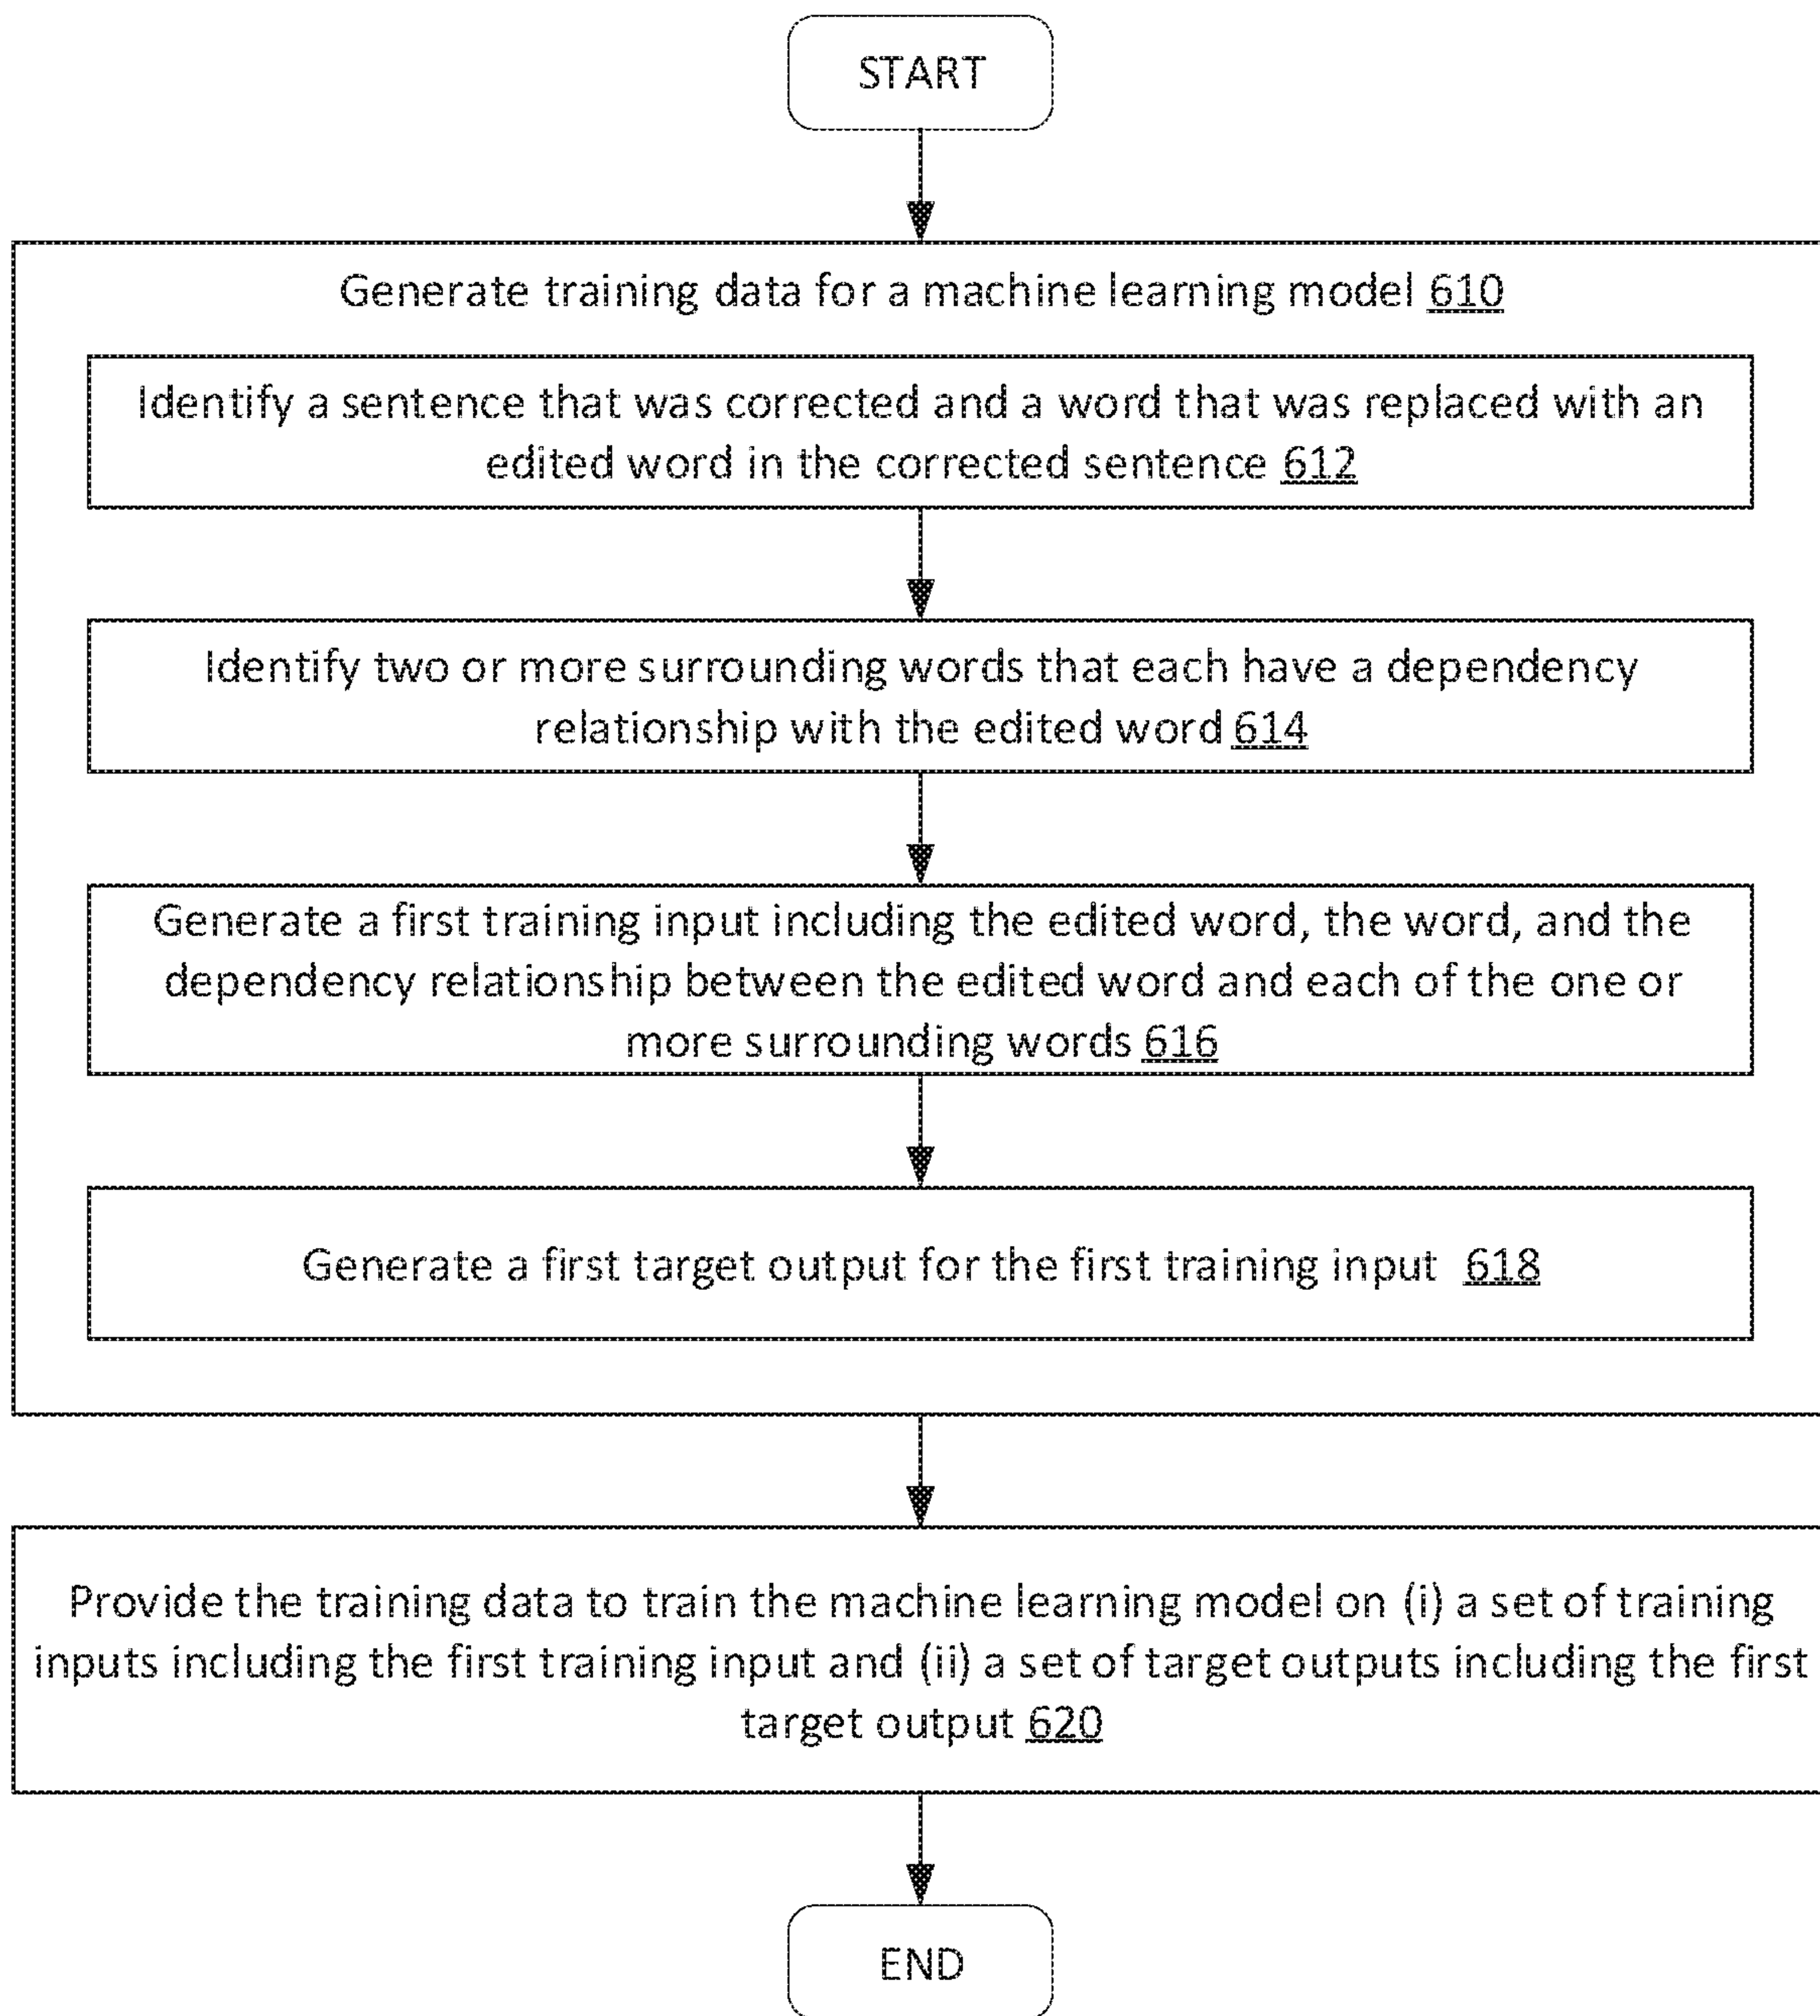 START
Generate training data for a machine learning model 610
Identify a sentence that was corrected and a word that was replaced with an
edited word in the corrected sentence 612
Identify two or more surrounding words that each have a dependency
relationship with the edited word 614
Generate a first training input including the edited word, the word, and the
dependency relationship between the edited word and each of the one or
more surrounding words 616
Generate a first target output for the first training input 618
Provide the training data to train the machine learning model on (i) a set of training
inputs including the first training input and (ii) a set of target outputs including the first
target output 620
END